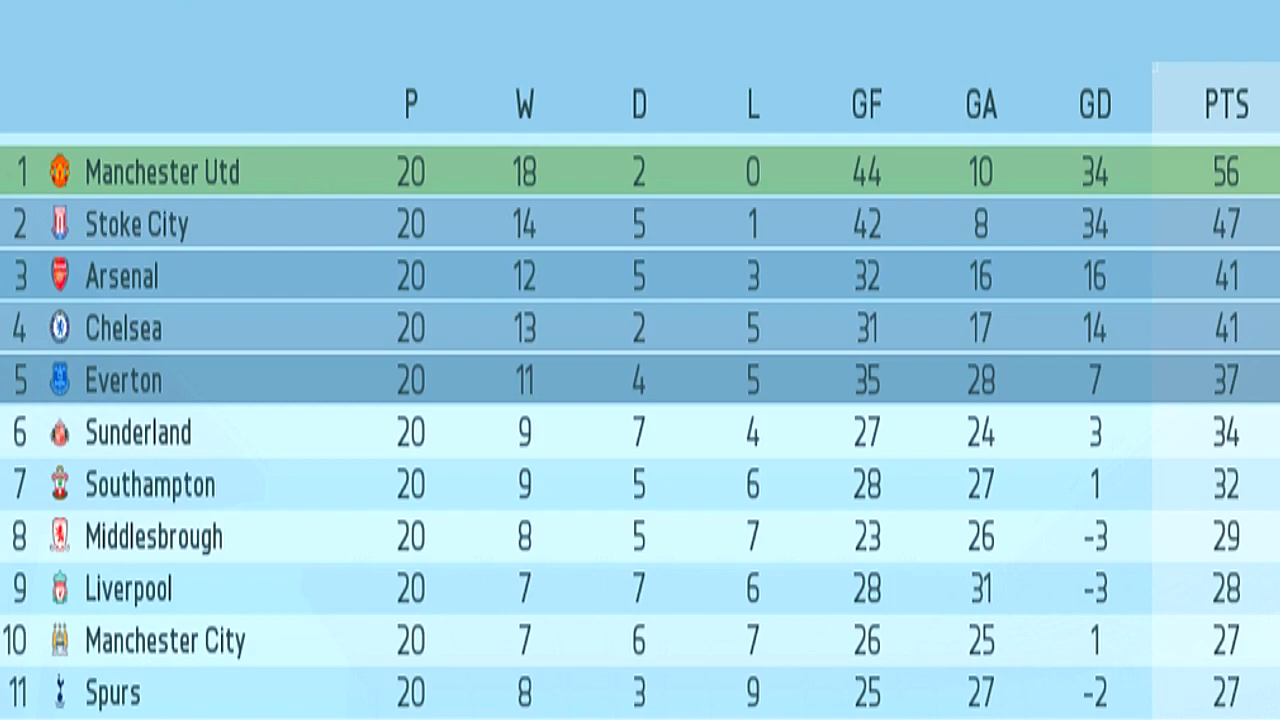 P W D L GF GA GD PTS
1 Manchester Utd 20 18 2 0 44 10 34 56
2 Stoke City 20 14 5 1 42 8 34 47
3 Arsenal 20 12 5 3 32 16 16 41
4 Chelsea 20 13 2 5 31 17 14 41
5 Everton 20 11 4 5 35 28 7 37
6 Sunderland 20 9 7 4 27 24 3 34
7 Southampton 20 9 5 6 28 27 1 32
8 Middlesbrough 20 8 5 7 23 26 -3 29
9 Liverpool 20 7 7 6 28 31 -3 28
10 Manchester City 20 7 6 7 26 25 1 27
11 Spurs 20 8 3 9 25 27 -2 27